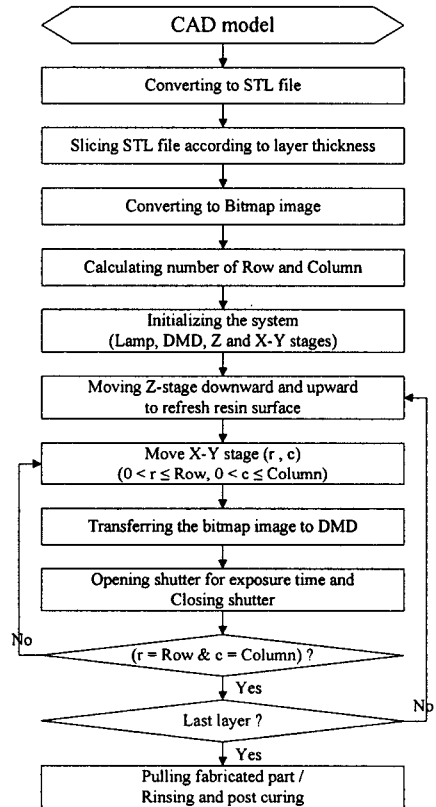 CAD model
Converting to STL file
Slicing STL file according to layer thickness
Converting to Bitmap image
Calculating number of Row and Column
Initializing the system
(Lamp, DMD, Z and X-Y stages)
Moving Z-stage downward and upward
to refresh resin surface
Move X-Y stage (r , c)
(0 < r ≤ Row, 0 < c ≤ Column)
Transferring the bitmap image to DMD
Opening shutter for exposure time and
Closing shutter
No
(r = Row & c = Column) ?
Yes
No
Last layer ?
Yes
Pulling fabricated part /
Rinsing and post curing